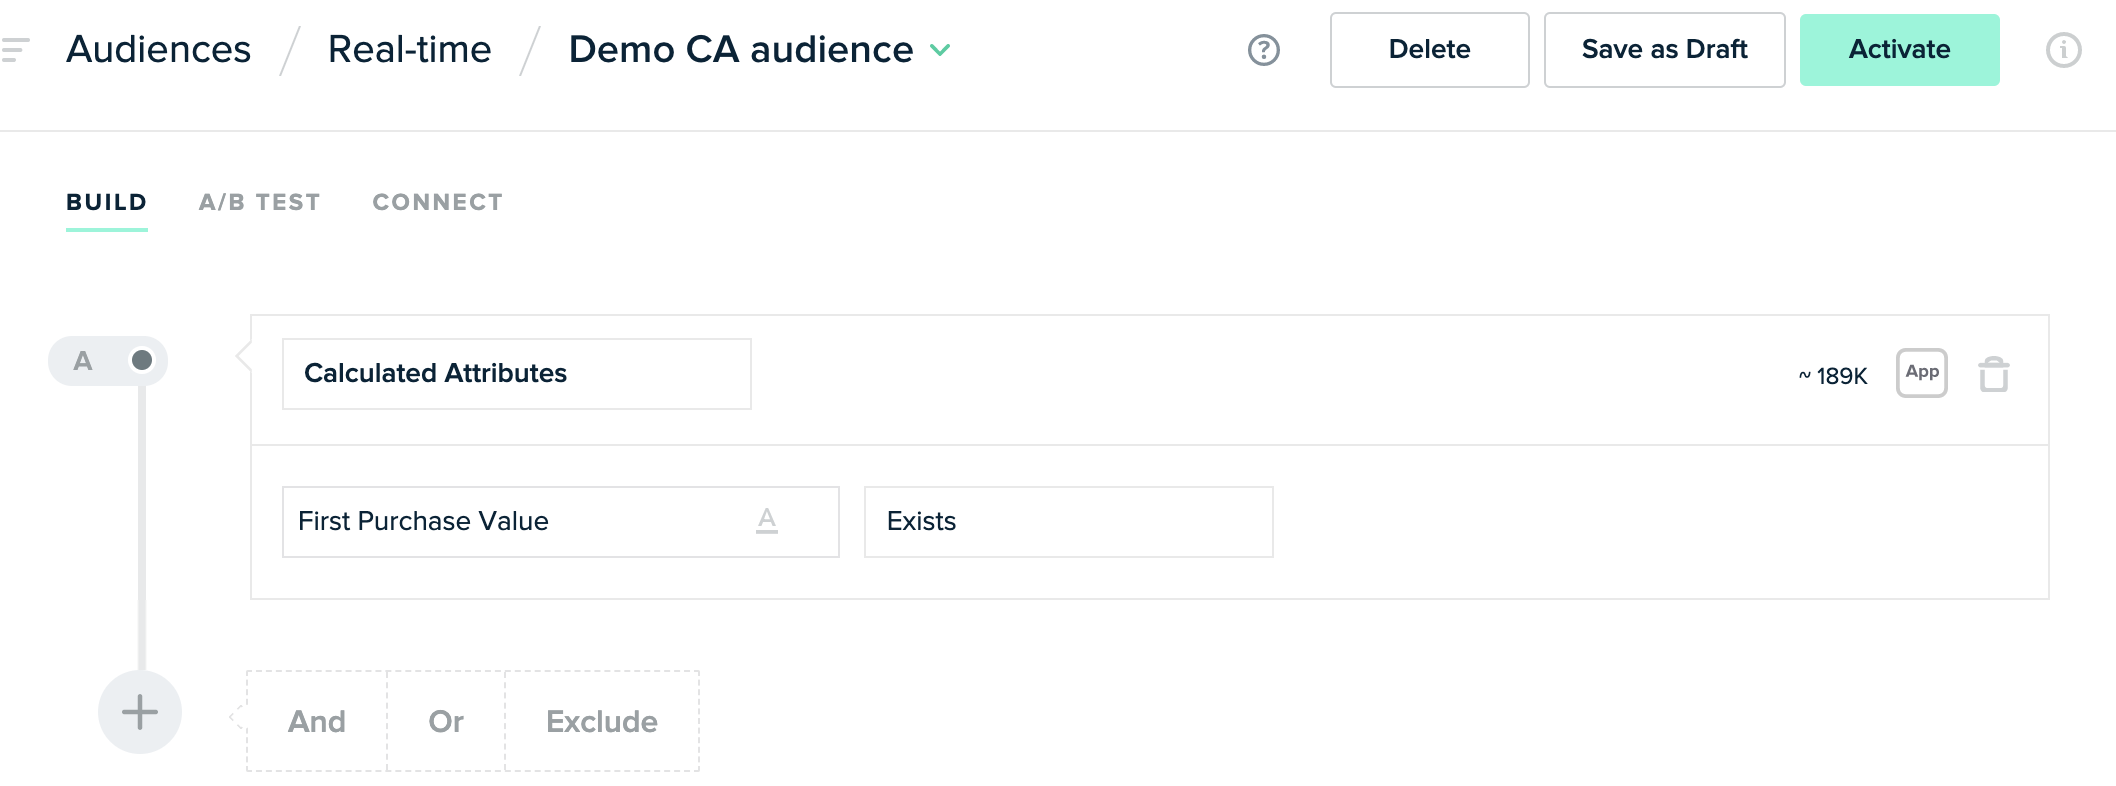 Audiences / Real-time / Demo CA audience
?
Delete
Save as Draft
Activate
i
BUILD
A/B TEST
CONNECT
A
Calculated Attributes
~ 189K
App
First Purchase Value
A
Exists
And
Or
Exclude